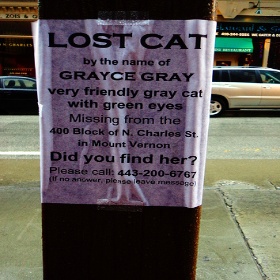 LOST CAT
by the name of
GRAYCE GRAY
very friendly gray cat
with green eyes
Missing from the
400 Block of N. Charles St.
in Mount Vernon
Did you find her?
Please call: 443-200-6767
(If no answer, please leave message)